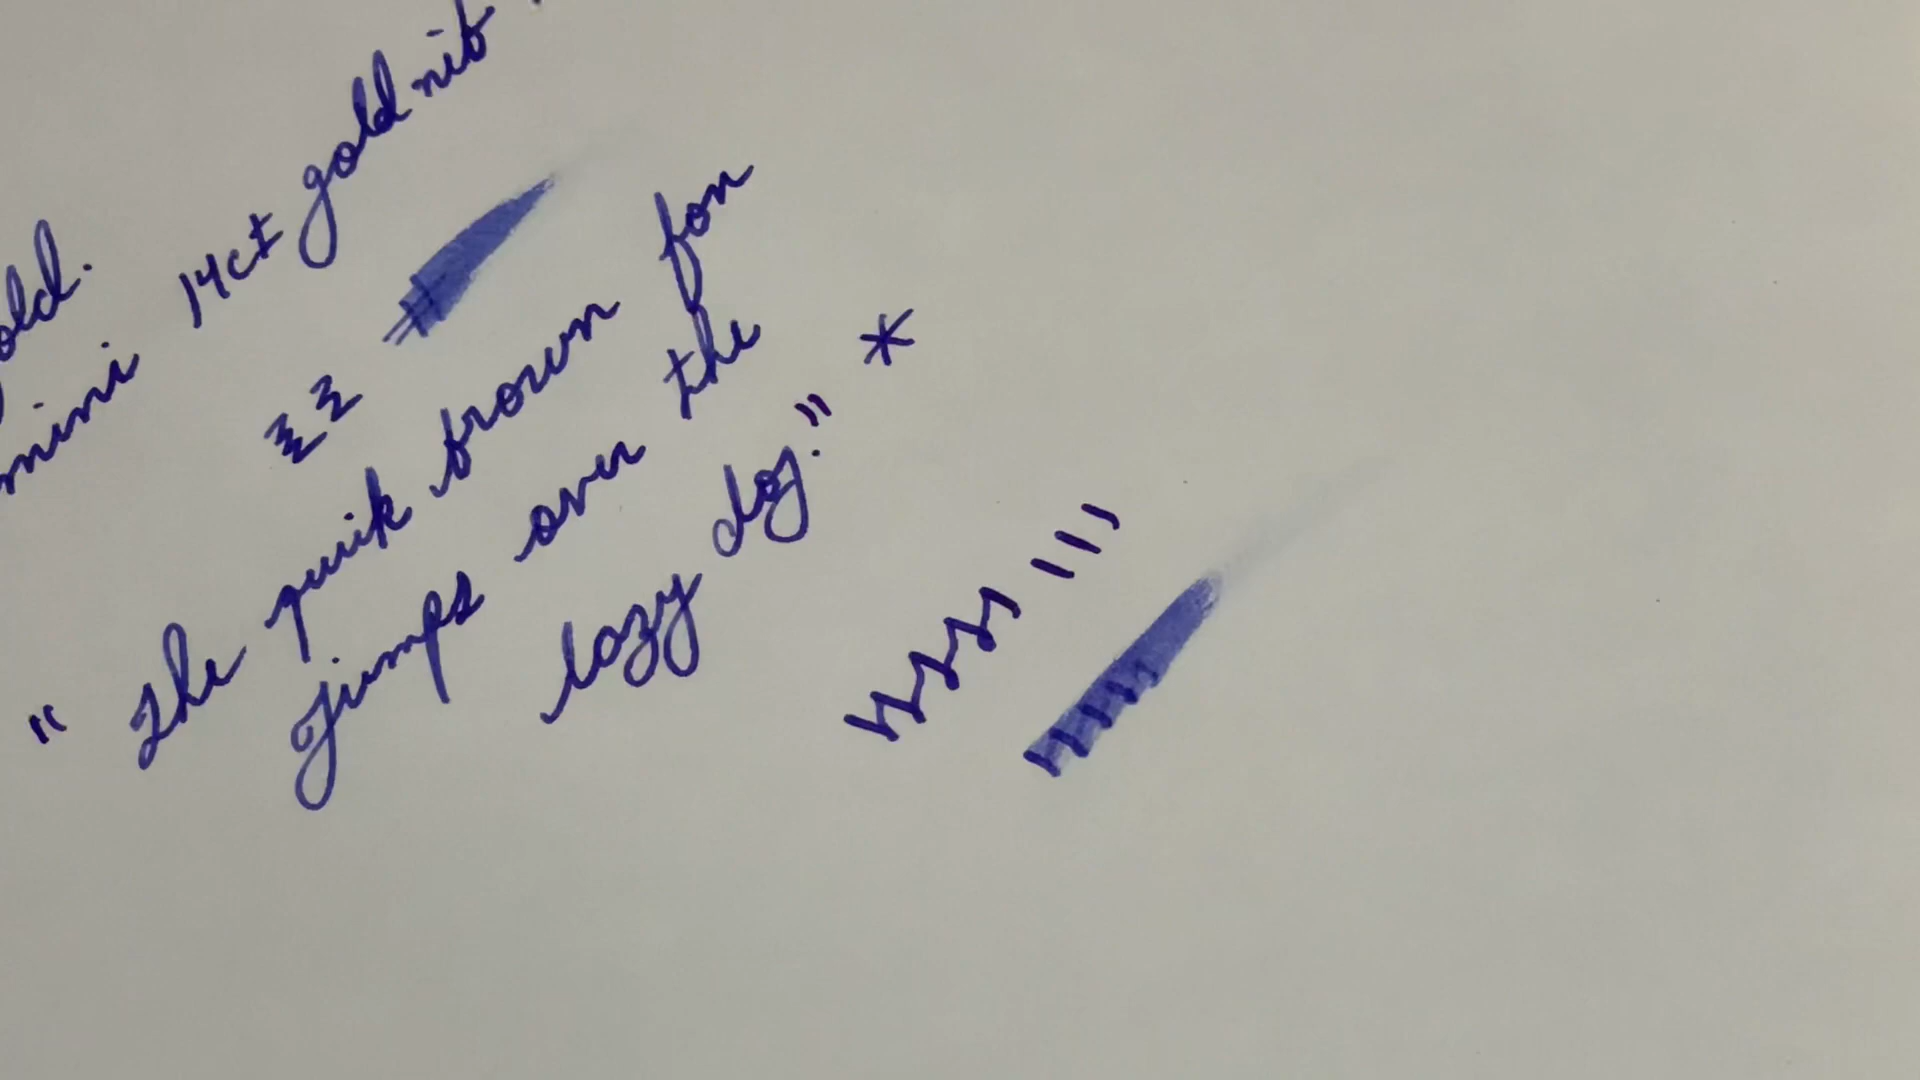 old.
mini 14ct gold nib
" The quik brown fox
jumps over the
lazy dog." *